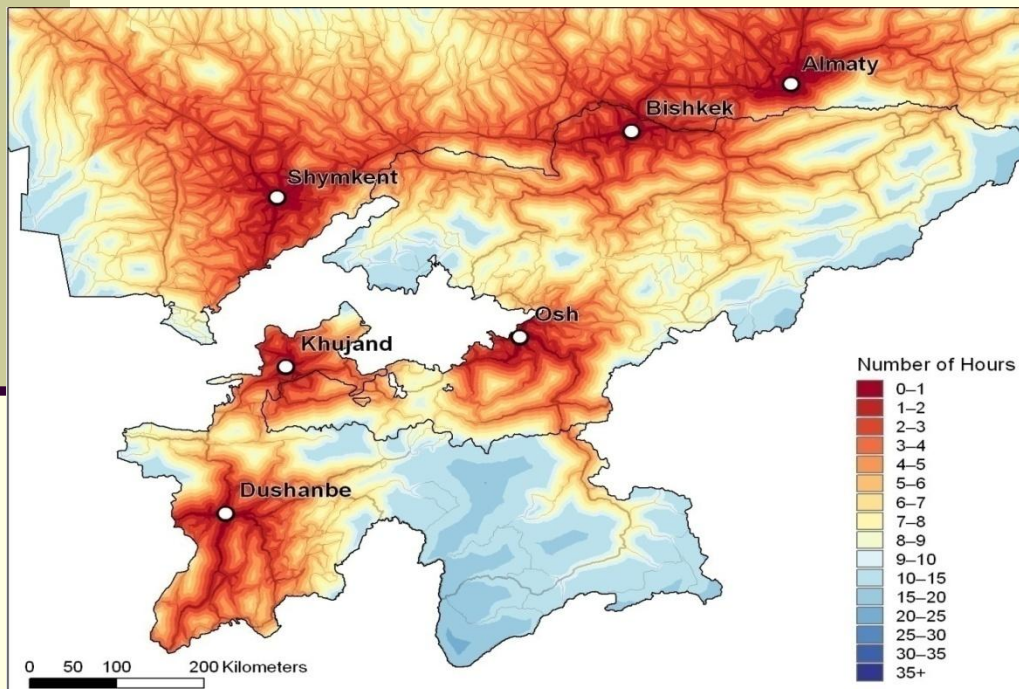 Almaty
Bishkek
Shymkent
Osh
Khujand
Dushanbe
Number of Hours
0–1
1–2
2–3
3–4
4–5
5–6
6–7
7–8
8–9
9–10
10–15
15–20
20–25
25–30
30–35
35+
0 50 100 200 Kilometers